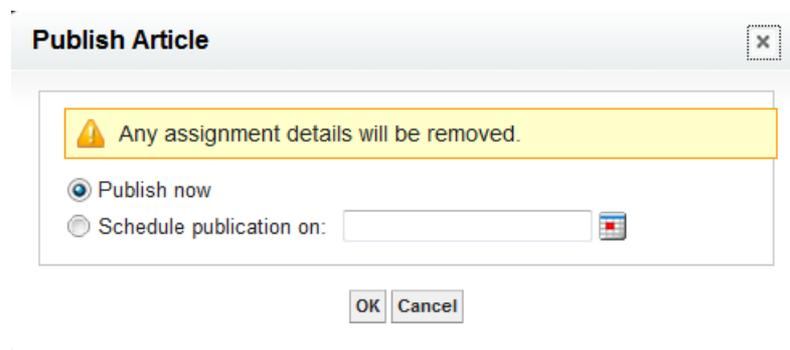 Publish Article
Any assignment details will be removed.
Publish now
Schedule publication on:
OK Cancel